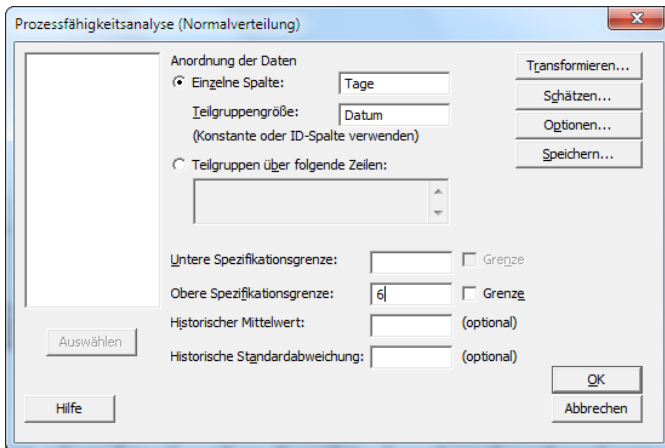 Prozessfähigkeitsanalyse (Normalverteilung)
Anordnung der Daten
Einzelne Spalte: Tage
Teilgruppengröße: Datum
(Konstante oder ID-Spalte verwenden)
Teilgruppen über folgende Zeilen:
Transformieren...
Schätzen...
Optionen...
Speichern...
Untere Spezifikationsgrenze: Grenze
Obere Spezifikationsgrenze: 6 Grenze
Historischer Mittelwert: (optional)
Historische Standardabweichung: (optional)
Auswählen
Hilfe
OK
Abbrechen